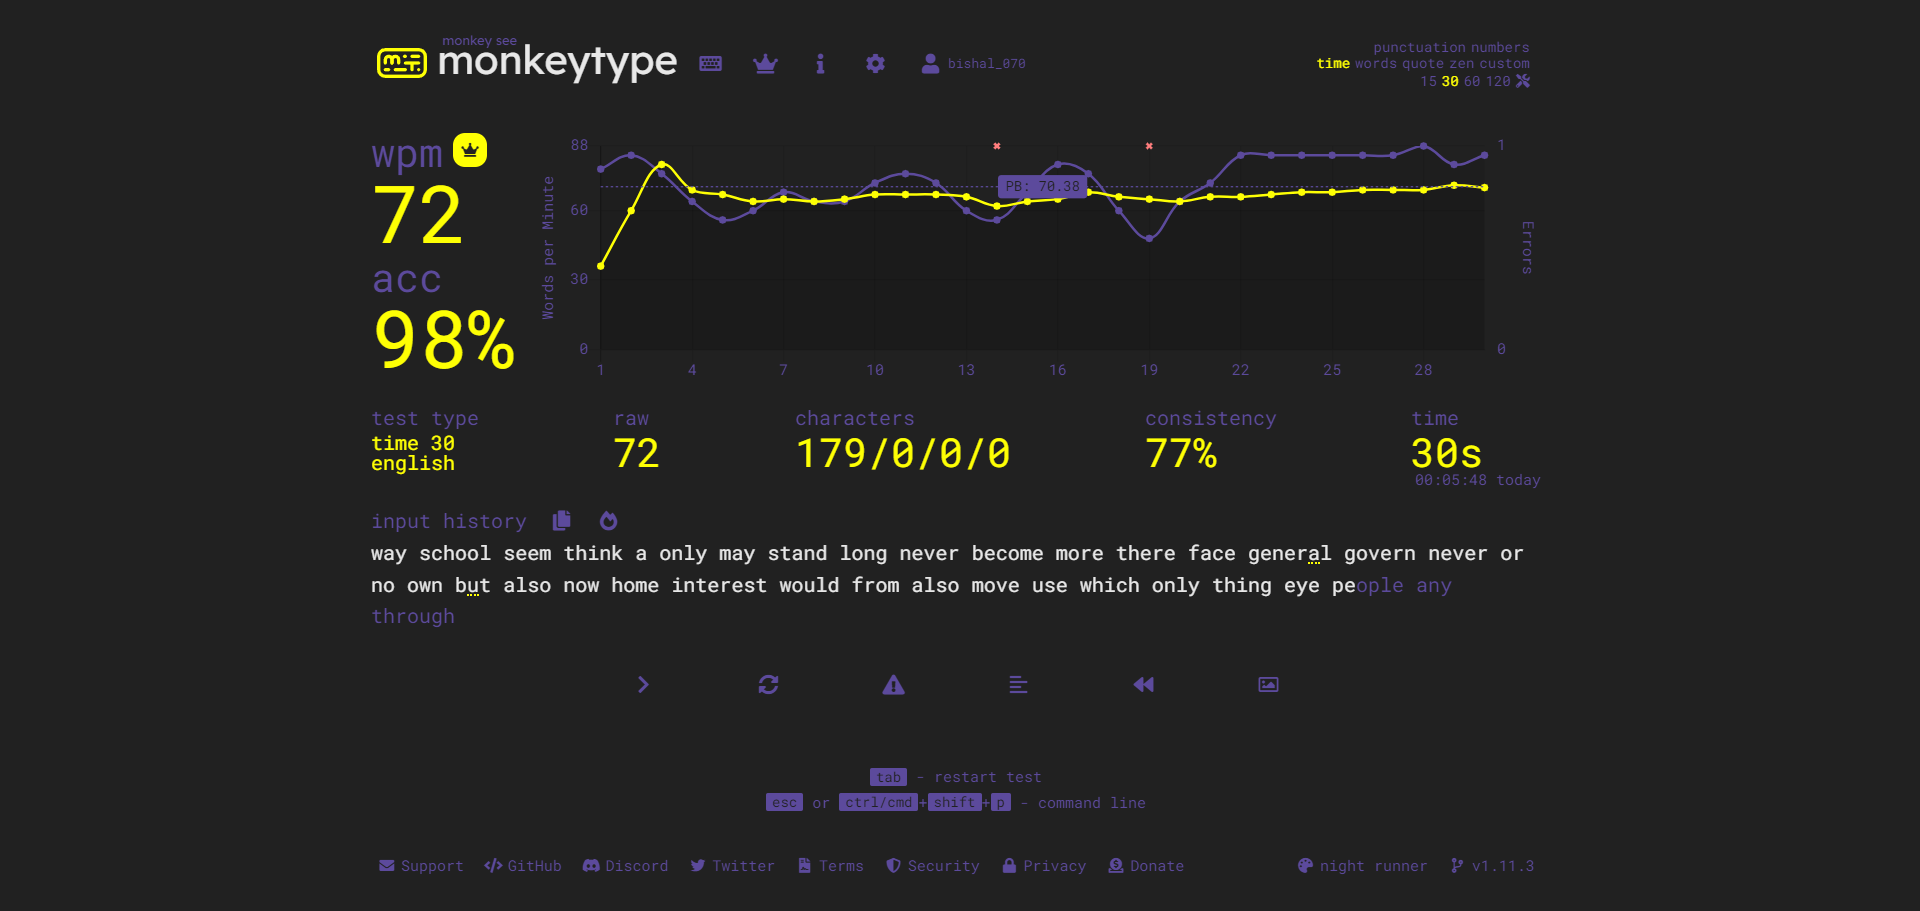 monkey see
monkeytype
bishal_070
punctuation numbers
time words quote zen custom
15 30 60 120
wpm
72
acc
98%
Words per Minute
88
60
30
0
PB: 70.38
1
0
Errors
1 4 7 10 13 16 19 22 25 28
test type
time 30
english
raw
72
characters
179/0/0/0
consistency
77%
time
30s
00:05:48 today
input history
way school seem think a only may stand long never become more there face general govern never or
no own but also now home interest would from also move use which only thing eye people any
through
tab - restart test
esc or ctrl/cmd+shift+p - command line
Support GitHub Discord Twitter Terms Security Privacy Donate night runner v1.11.3